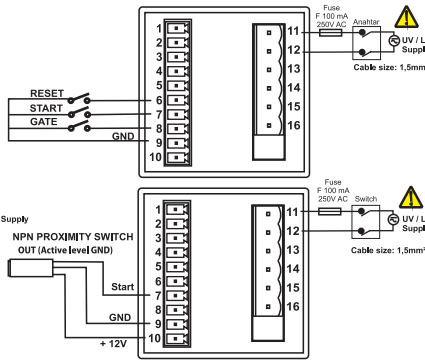 Fuse
F 100 mA
250V AC
Anahtar
UV / L
Suppl
Cable size: 1,5mm
1
2
3
4
5
6
7
8
9
10
11
12
13
14
15
16
RESET
START
GATE
GND
Fuse
F 100 mA
250V AC
Switch
UV / L
Suppl
Cable size: 1,5mm²
1
2
3
4
5
6
7
8
9
10
11
12
13
14
15
16
Supply
NPN PROXIMITY SWITCH
OUT (Active level GND)
Start
GND
+ 12V